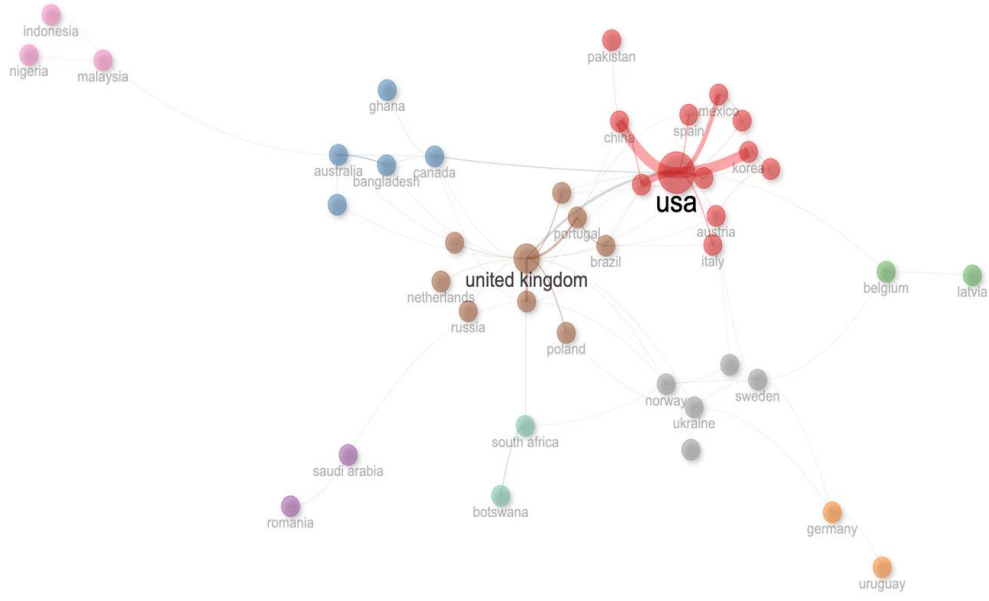 indonesia
nigeria
malaysia
pakistan
ghana
mexico
china
spain
australia
bangladesh
canada
korea
usa
portugal
austria
brazil
italy
united kingdom
netherlands
belgium
latvia
russia
poland
norway
sweden
ukraine
south africa
saudi arabia
botswana
romania
germany
uruguay